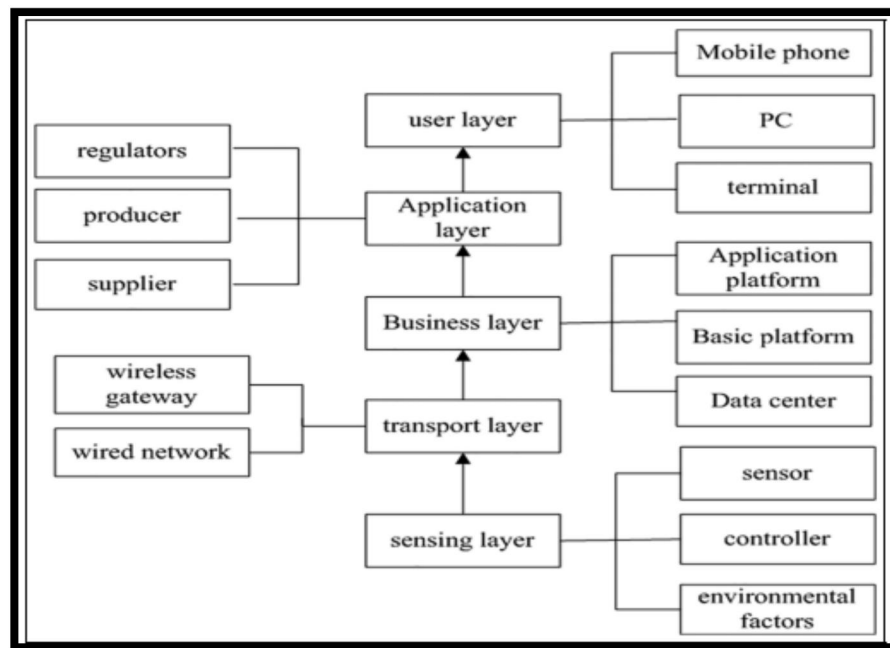 Mobile phone
user layer
PC
regulators
terminal
producer
Application
layer
supplier
Application
platform
Business layer
Basic platform
wireless
gateway
Data center
transport layer
wired network
sensor
sensing layer
controller
environmental
factors